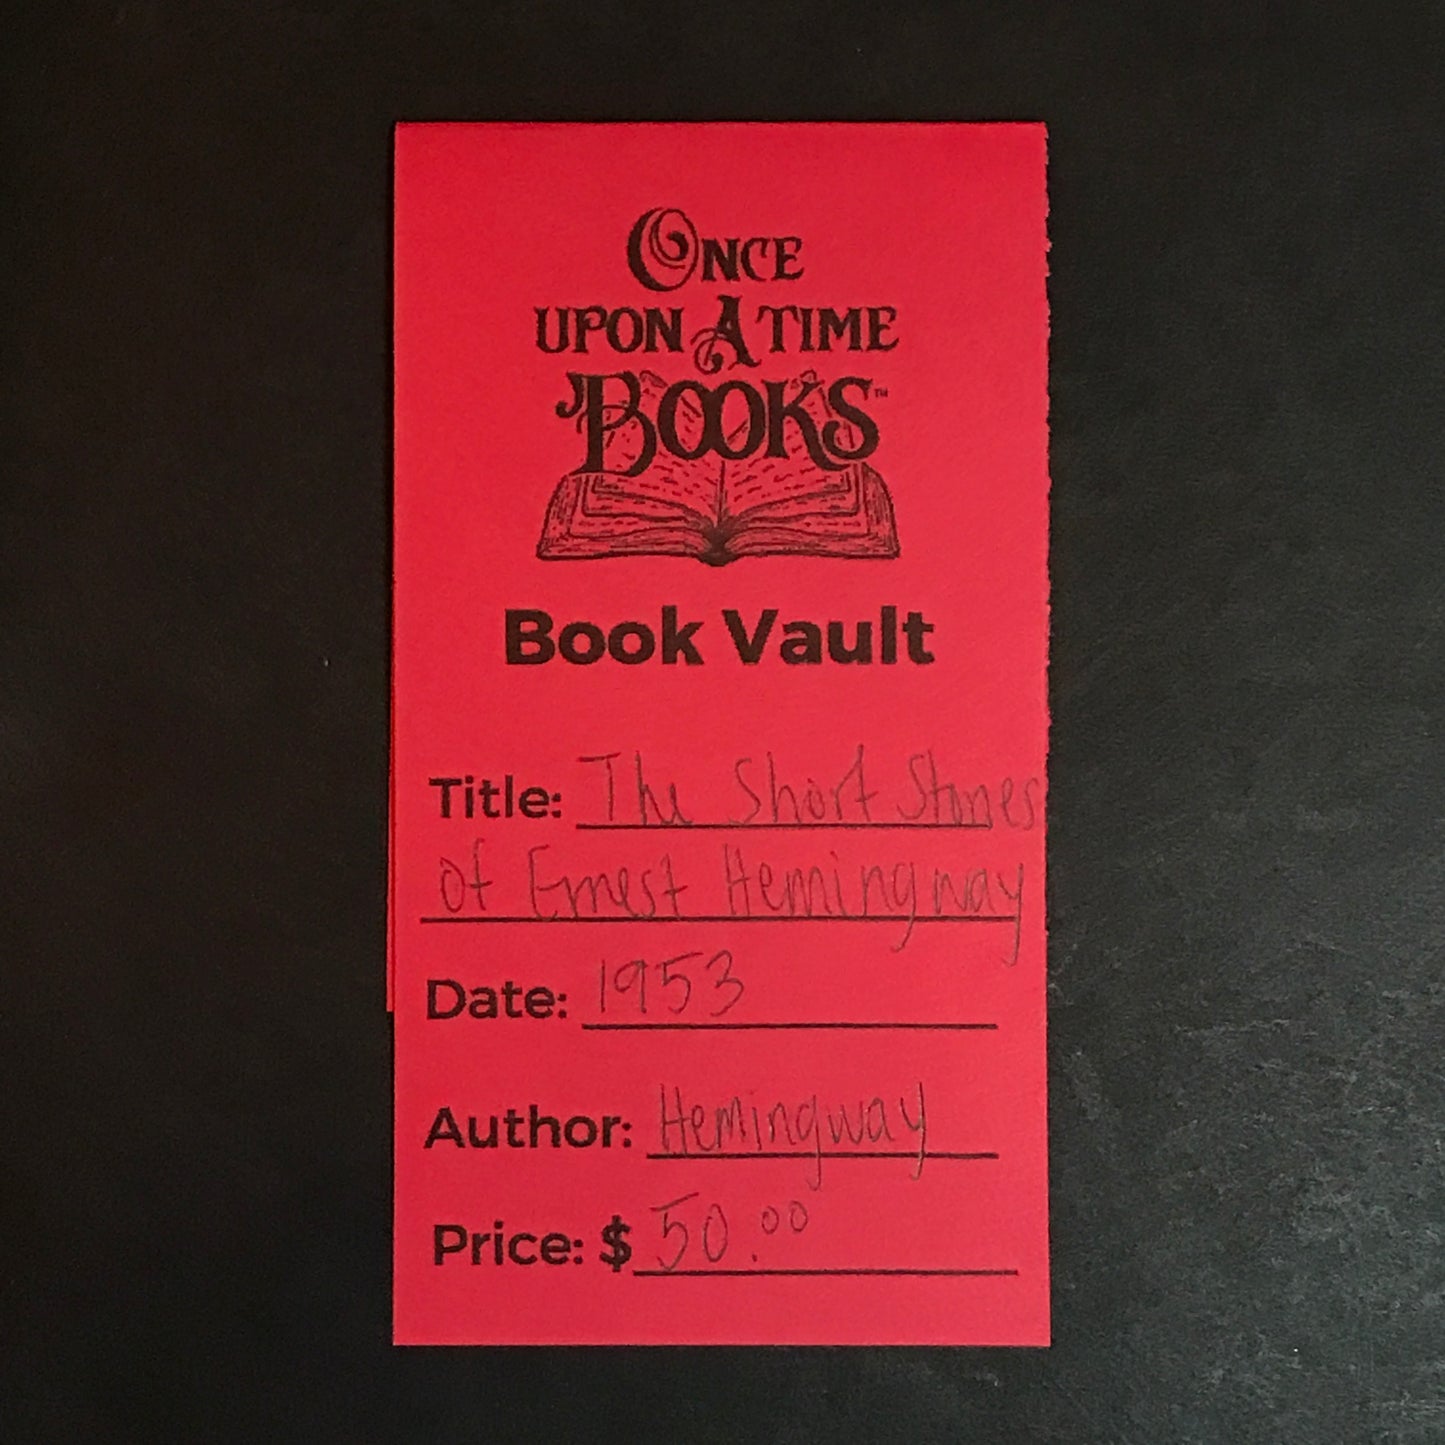 ONCE
UPON A TIME
BOOKS™
Book Vault
Title: The Short Stories
of Ernest Hemingway
Date: 1953
Author: Hemingway
Price: $ 50.00